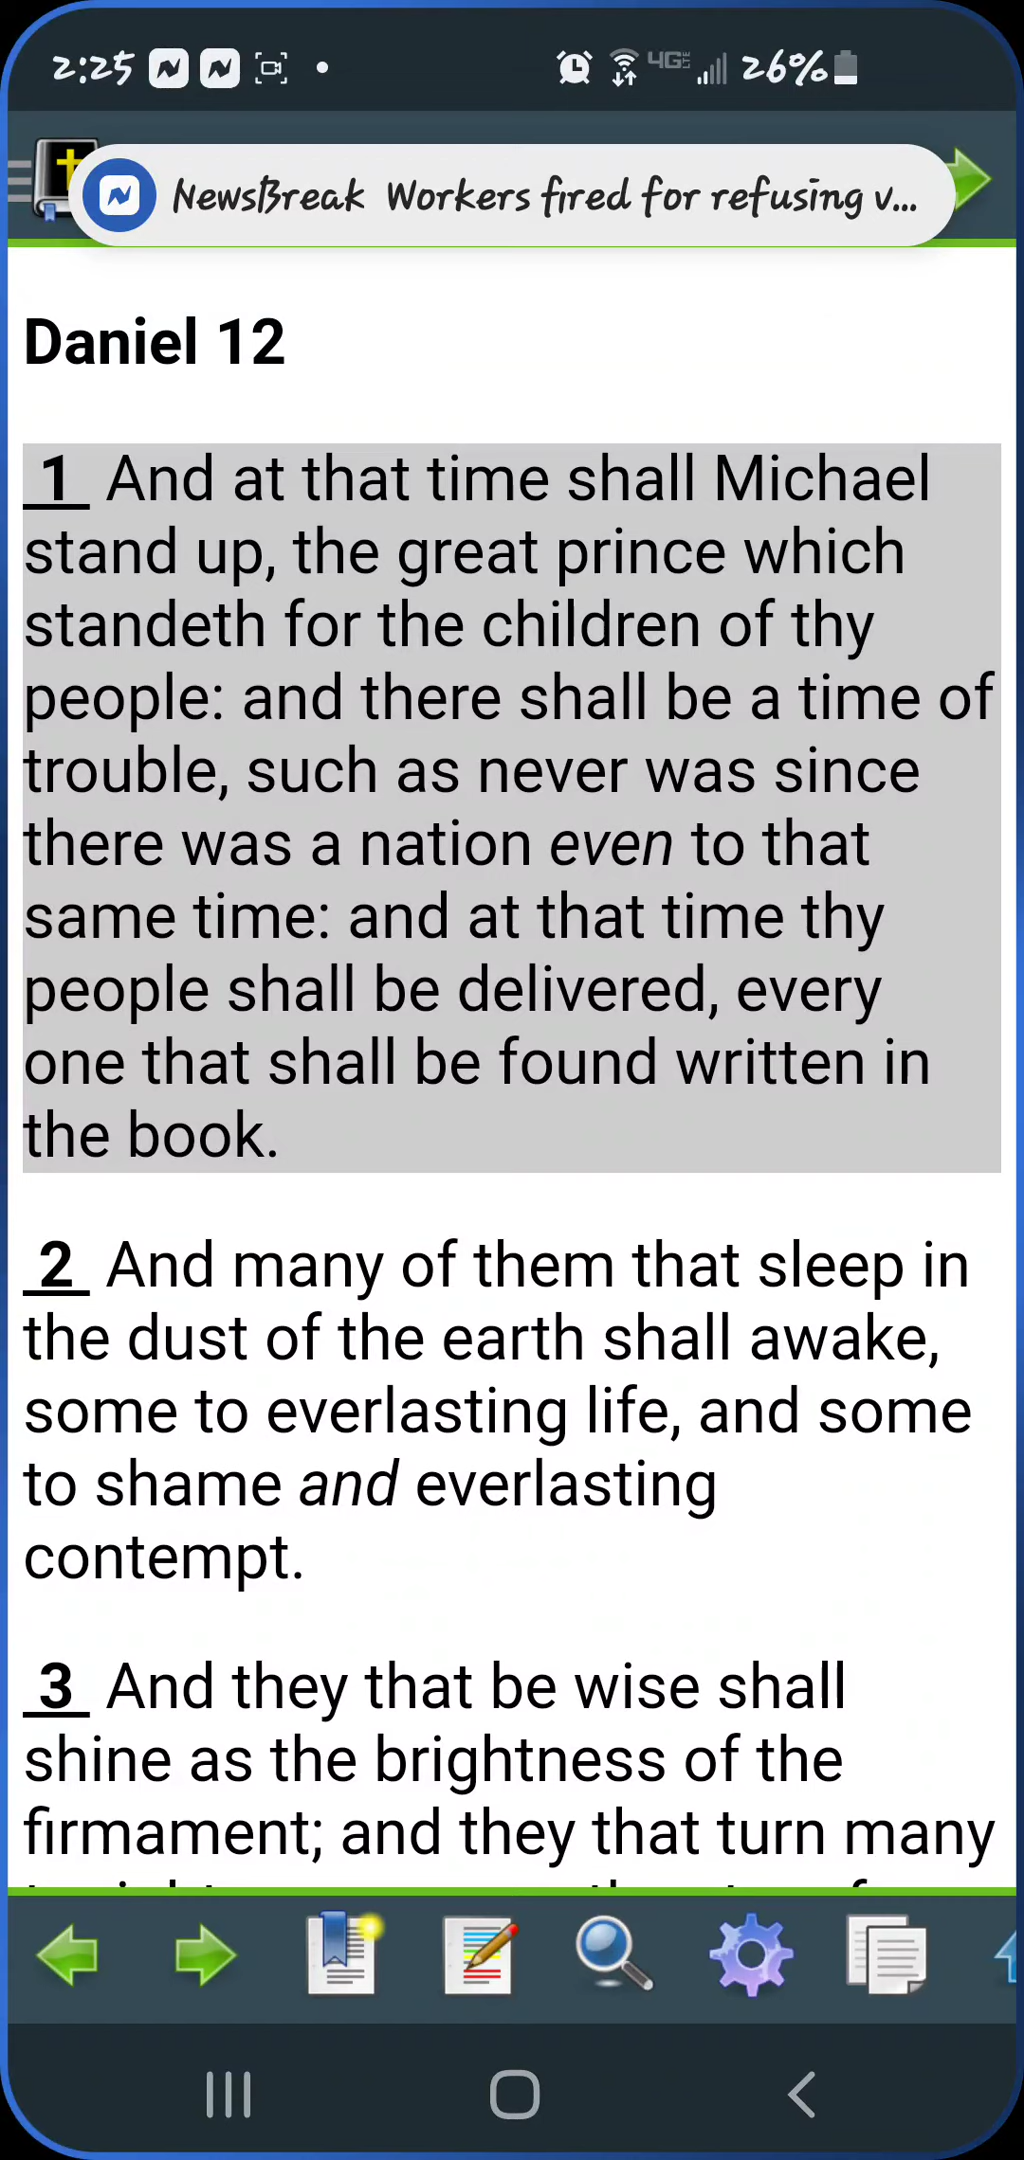 2:25 4GE 26%
NewsBreak Workers fired for refusing v...
Daniel 12
1 And at that time shall Michael
stand up, the great prince which
standeth for the children of thy
people: and there shall be a time of
trouble, such as never was since
there was a nation even to that
same time: and at that time thy
people shall be delivered, every
one that shall be found written in
the book.
2 And many of them that sleep in
the dust of the earth shall awake,
some to everlasting life, and some
to shame and everlasting
contempt.
3 And they that be wise shall
shine as the brightness of the
firmament; and they that turn many